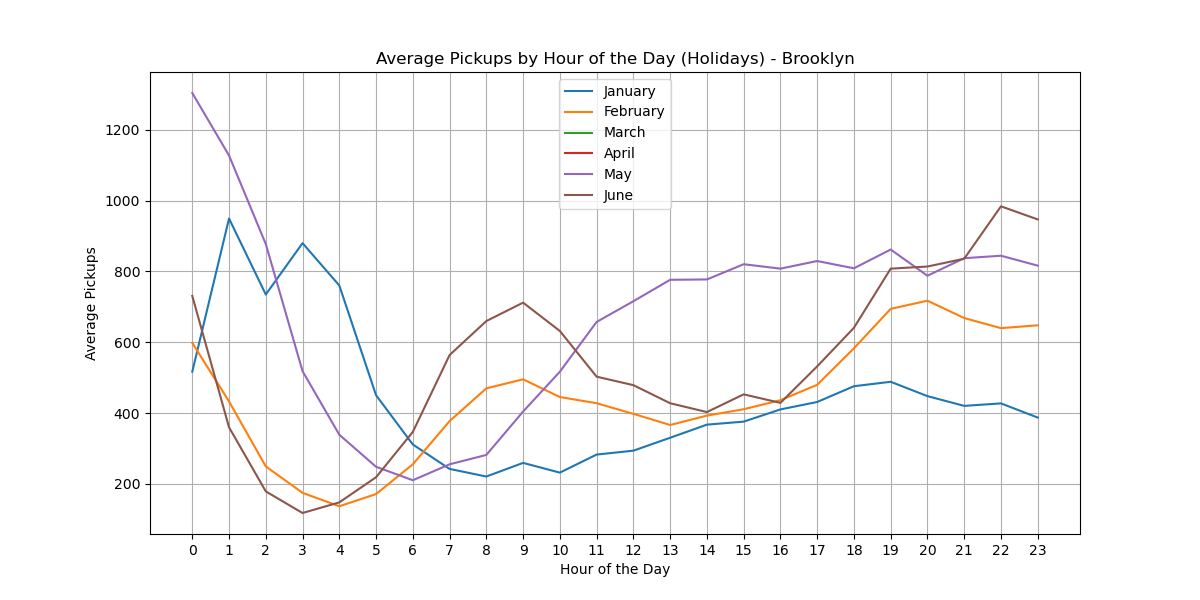 Average Pickups by Hour of the Day (Holidays) - Brooklyn
January
February
March
April
May
June
1200
1000
800
600
400
200
Average Pickups
0 1 2 3 4 5 6 7 8 9 10 11 12 13 14 15 16 17 18 19 20 21 22 23
Hour of the Day